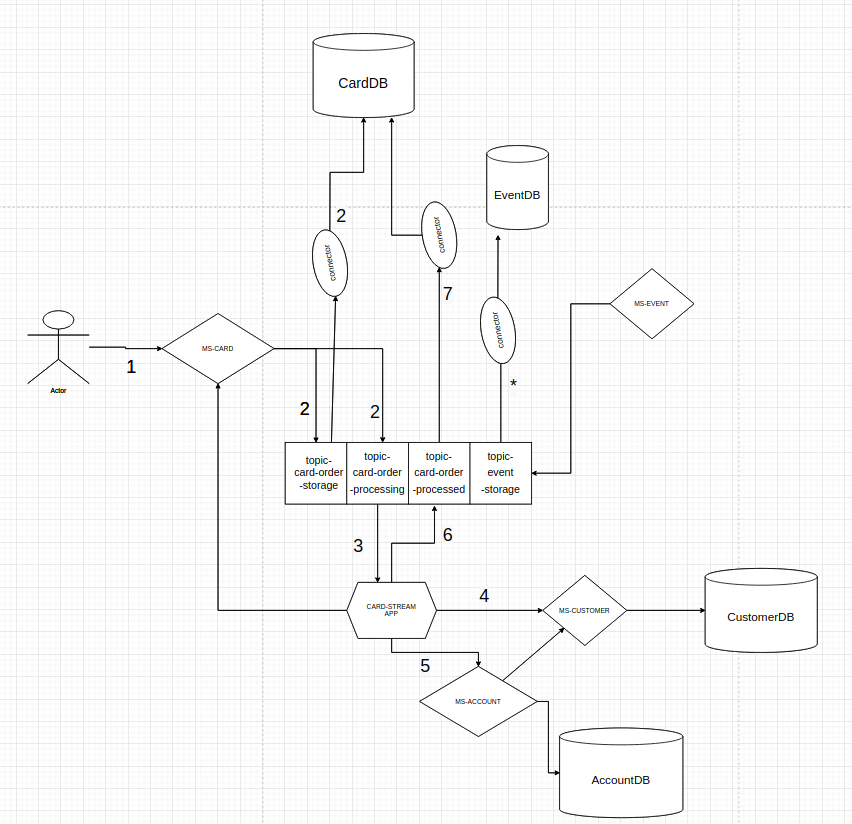 CardDB
EventDB
2
connector
connector
7
connector
MS-EVENT
MS-CARD
1
Actor
*
2
2
topic-
card-order
-storage
topic-
card-order
-processing
topic-
card-order
-processed
topic-
event
-storage
3
6
CARD-STREAM
APP
4
MS-CUSTOMER
CustomerDB
5
MS-ACCOUNT
AccountDB